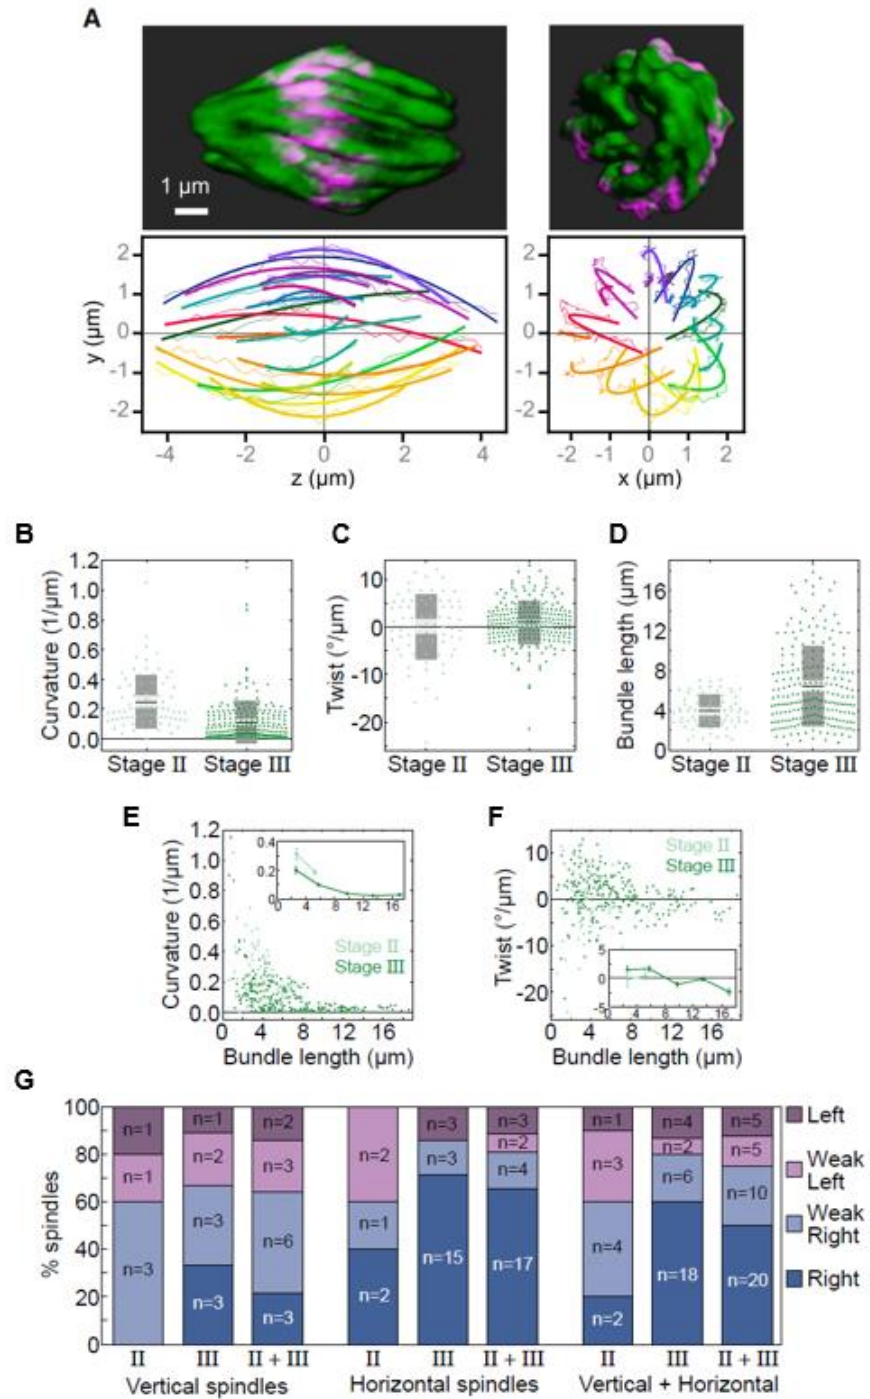 A
1 µm
y (µm)
2
1
0
-1
-2
-4
-2
0
2
4
z (µm)
2
1
0
-1
-2
-2
-1
0
1
2
x (µm)
B
Curvature (1/µm)
1.2
1.0
0.8
0.6
0.4
0.2
0.0
Stage II
Stage III
C
Twist (°/µm)
10
0
-10
-20
Stage II
Stage III
D
Bundle length (µm)
16
12
8
4
0
Stage II
Stage III
E
Curvature (1/µm)
1.2
1.0
0.8
0.6
0.4
0.2
0.0
0.4
0.2
0
0 4 8 12 16
Stage II
Stage III
0 4 8 12 16
Bundle length (µm)
F
Twist (°/µm)
10
0
-10
-20
Stage II
Stage III
5
0
-5
0 4 8 12 16
0 4 8 12 16
Bundle length (µm)
G
% spindles
100
80
60
40
20
0
n=1
n=1
n=3
n=1
n=2
n=3
n=3
n=2
n=3
n=6
n=3
n=2
n=1
n=2
n=3
n=3
n=15
n=3
n=2
n=4
n=17
n=1
n=3
n=4
n=2
n=4
n=2
n=6
n=18
n=5
n=5
n=10
n=20
Left
Weak
Left
Weak
Right
Right
II III II + III
II III II + III
II III II + III
Vertical spindles
Horizontal spindles
Vertical + Horizontal